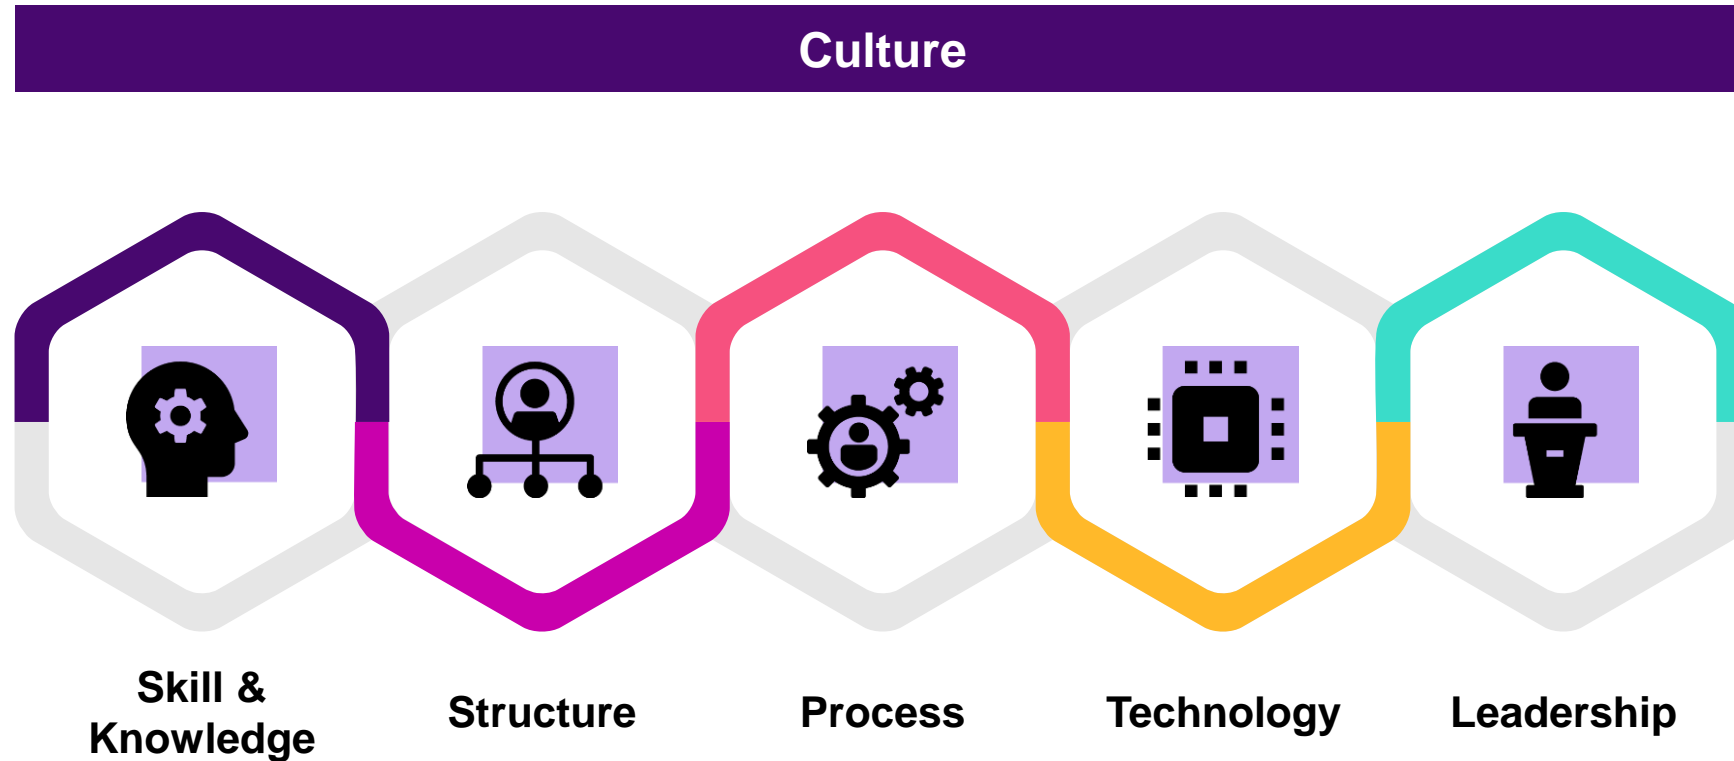 Culture
Skill &
Knowledge
Structure
Process
Technology
Leadership